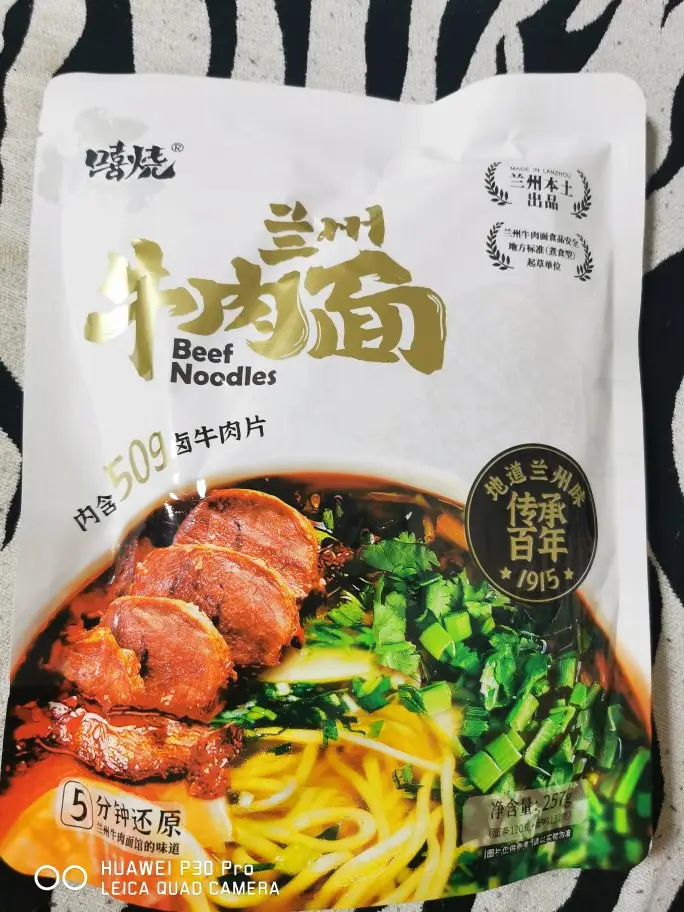 嘻烧®
MADE IN LANZHOU
兰州本土
出品
兰州牛肉面食品安全
地方标准(煮食型)
起草单位
兰州
牛肉面
Beef
Noodles
内含50g卤牛肉片
地道兰州味
传承
百年
★1915★
5分钟还原
兰州牛肉面馆的味道
净含量:257g
HUAWEI P30 Pro
LEICA QUAD CAMERA